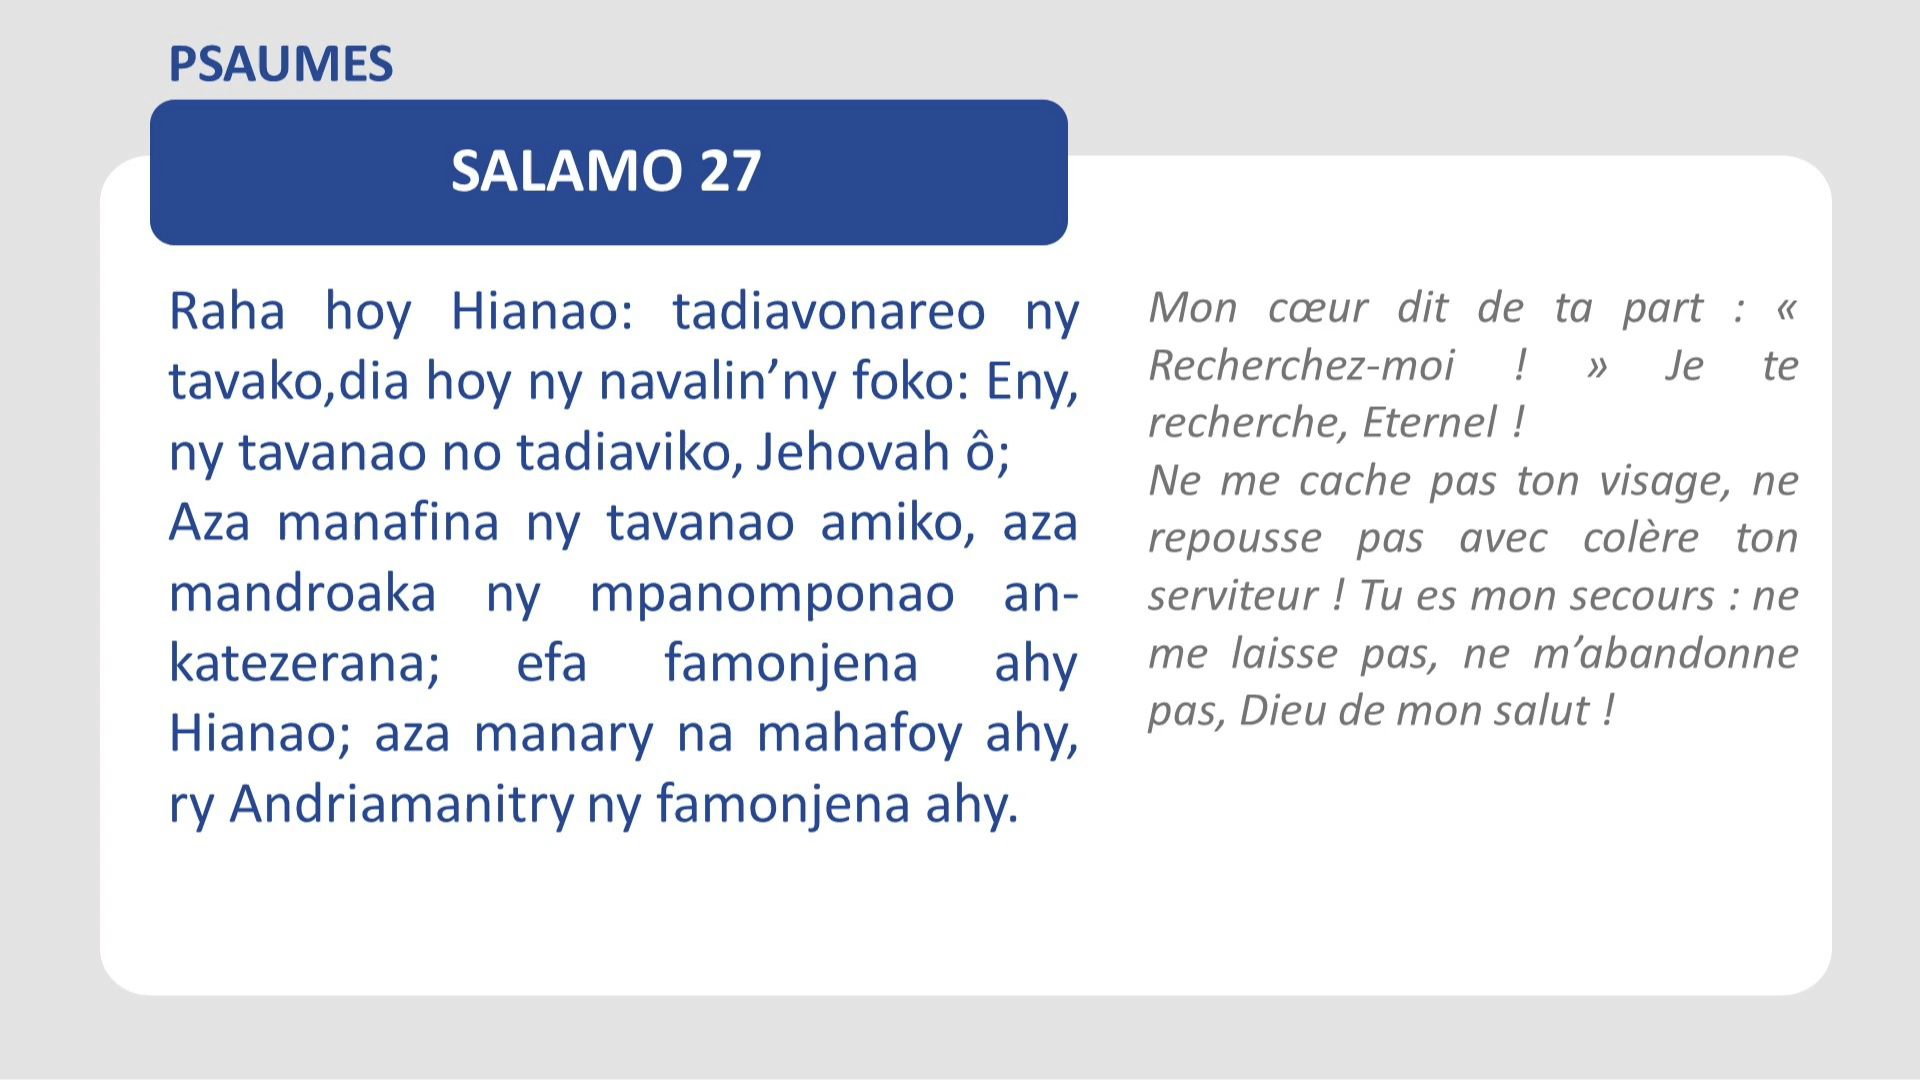 PSAUMES
SALAMO 27
Raha hoy Hianao: tadiavonareo ny
tavako,dia hoy ny navalin’ny foko: Eny,
ny tavanao no tadiaviko, Jehovah ô;
Aza manafina ny tavanao amiko, aza
mandroaka ny mpanomponao an-
katezerana; efa famonjena ahy
Hianao; aza manary na mahafoy ahy,
ry Andriamanitry ny famonjena ahy.
Mon cœur dit de ta part : «
Recherchez-moi ! » Je te
recherche, Eternel !
Ne me cache pas ton visage, ne
repousse pas avec colère ton
serviteur ! Tu es mon secours : ne
me laisse pas, ne m’abandonne
pas, Dieu de mon salut !